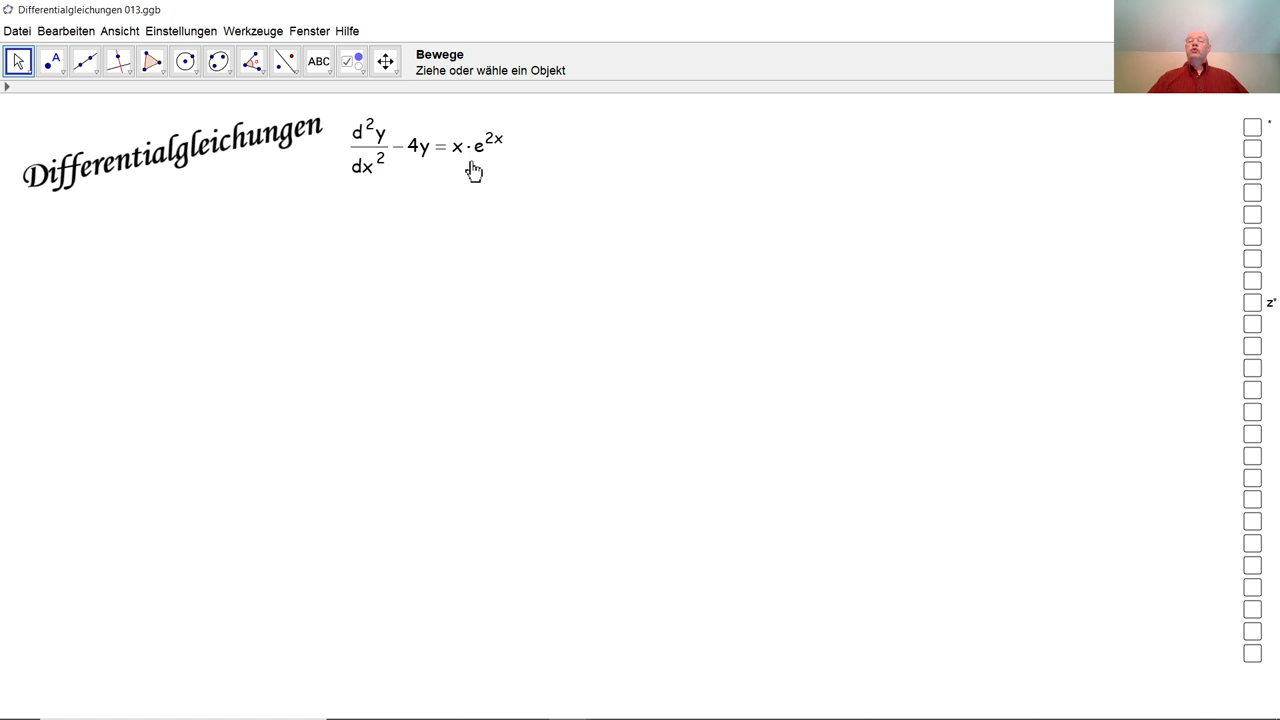 Differentialgleichungen 013.ggb
Datei Bearbeiten Ansicht Einstellungen Werkzeuge Fenster Hilfe
ABC
Bewege
Ziehe oder wähle ein Objekt
Differentialgleichungen
d²y/dx² − 4y = x · e^{2x}
*
z*